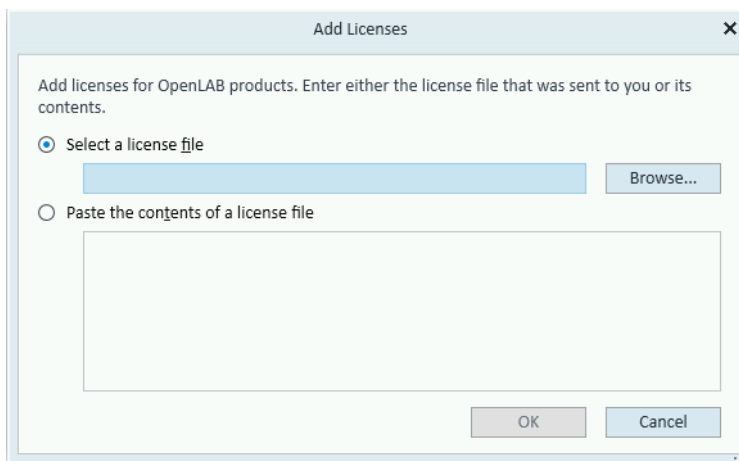 Add Licenses
Add licenses for OpenLAB products. Enter either the license file that was sent to you or its
contents.
Select a license file
Browse...
Paste the contents of a license file
OK
Cancel